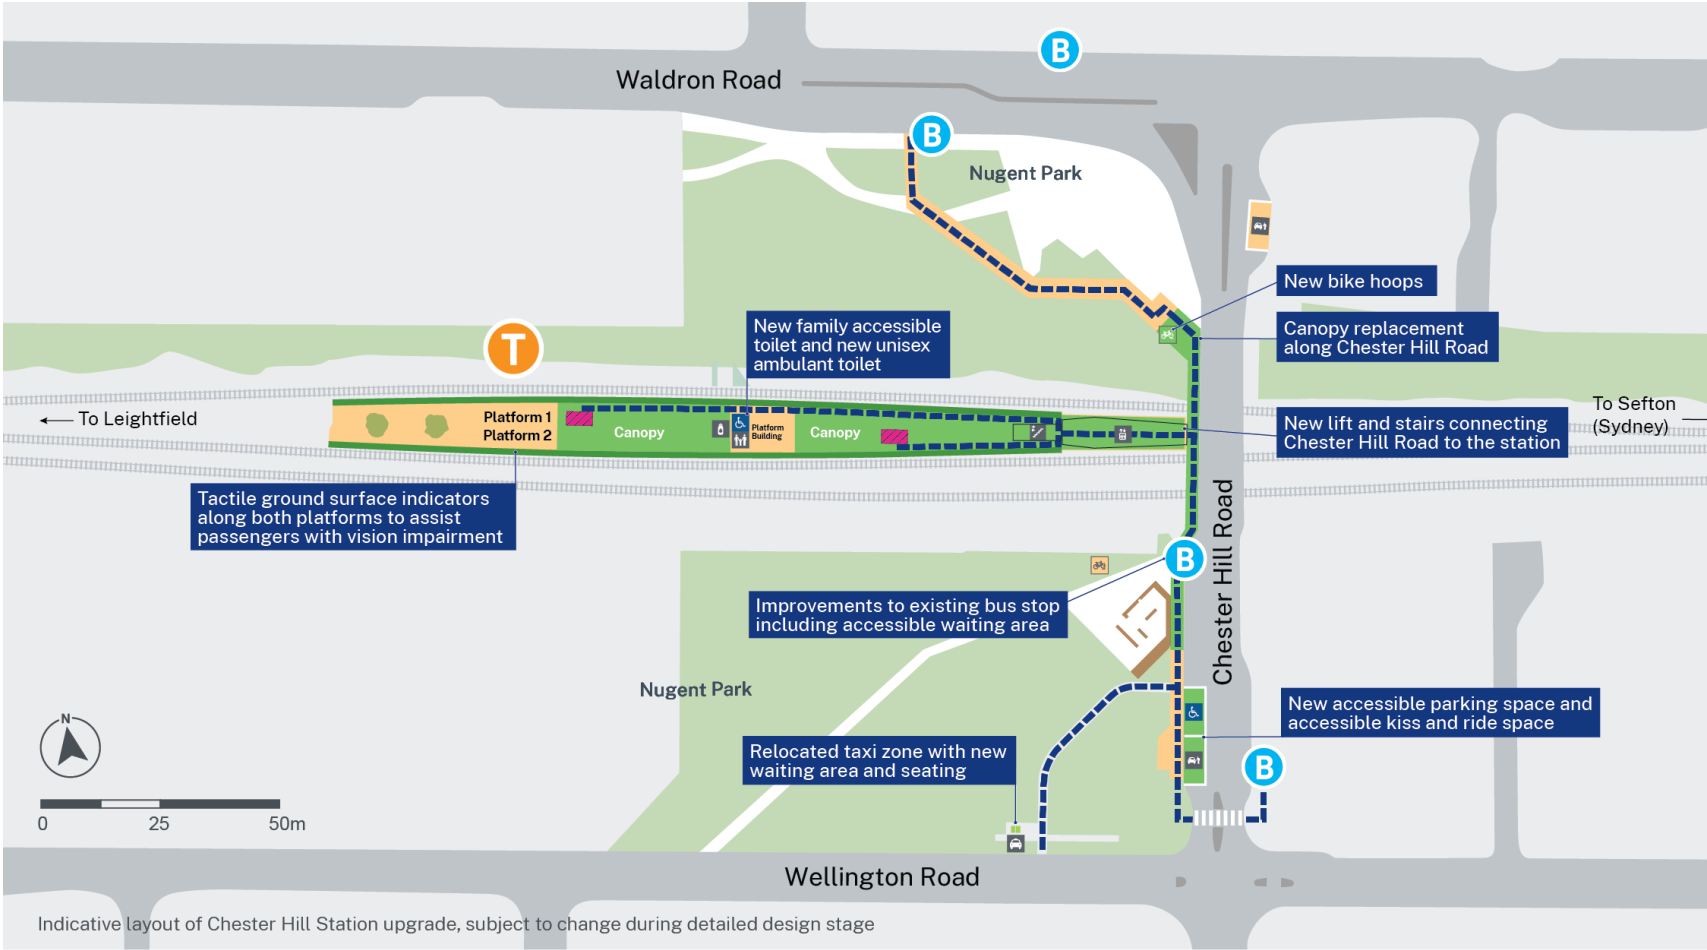 B
Waldron Road
B
Nugent Park
New bike hoops
New family accessible
toilet and new unisex
ambulant toilet
Canopy replacement
along Chester Hill Road
T
To Leightfield
Platform 1
Platform 2
Canopy
Platform
Building
Canopy
New lift and stairs connecting
Chester Hill Road to the station
To Sefton
(Sydney)
Tactile ground surface indicators
along both platforms to assist
passengers with vision impairment
Chester Hill Road
B
Improvements to existing bus stop
including accessible waiting area
Nugent Park
New accessible parking space and
accessible kiss and ride space
N
Relocated taxi zone with new
waiting area and seating
B
0 25 50m
Wellington Road
Indicative layout of Chester Hill Station upgrade, subject to change during detailed design stage